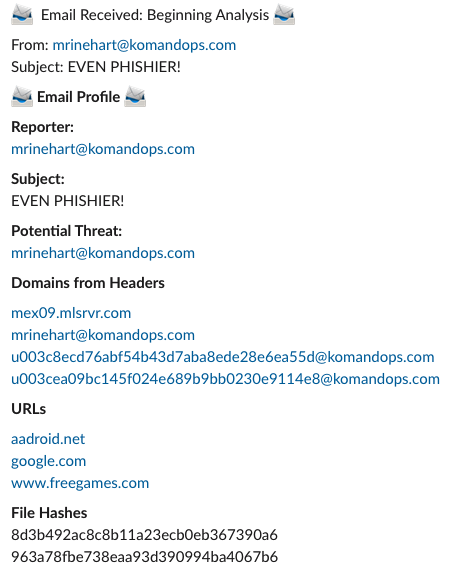 Email Received: Beginning Analysis
From: mrinehart@komandops.com
Subject: EVEN PHISHIER!
Email Profile
Reporter:
mrinehart@komandops.com
Subject:
EVEN PHISHIER!
Potential Threat:
mrinehart@komandops.com
Domains from Headers
mex09.mlsrvr.com
mrinehart@komandops.com
u003c8ecd76abf54b43d7aba8ede28e6ea55d@komandops.com
u003cea09bc145f024e689b9bb0230e9114e8@komandops.com
URLs
aadroid.net
google.com
www.freegames.com
File Hashes
8d3b492ac8c8b11a23ecb0eb367390a6
963a78fbe738eaa93d390994ba4067b6